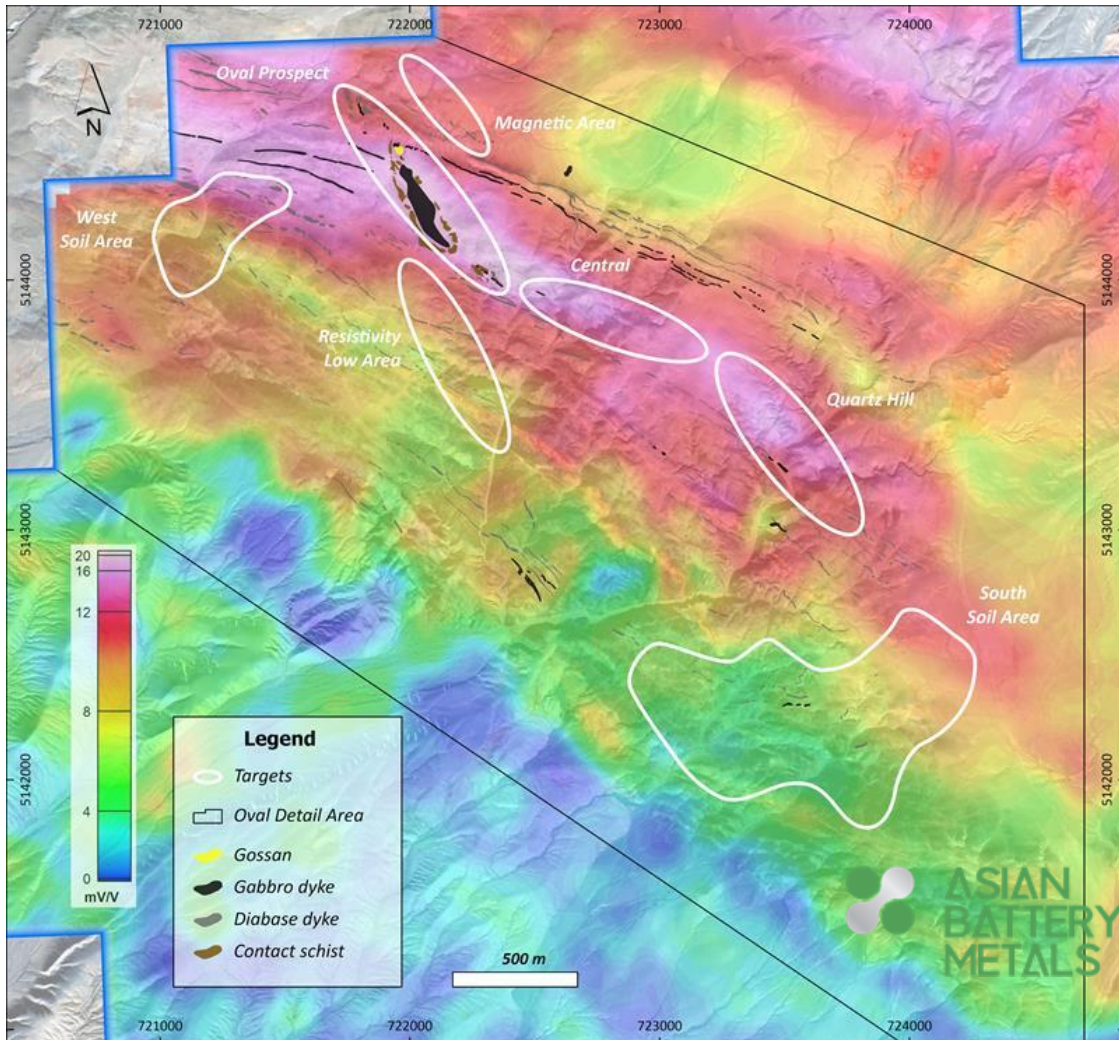 721000
722000
723000
724000
Oval Prospect
N
Magnetic Area
West
Soil Area
Central
5144000
5144000
Resistivity
Low Area
Quartz Hill
5143000
5143000
20
16
12
8
4
0
mV/V
South
Soil Area
Legend
Targets
Oval Detail Area
Gossan
Gabbro dyke
Diabase dyke
Contact schist
500 m
5142000
5142000
ASIAN
BATTERY
METALS
721000
722000
723000
724000